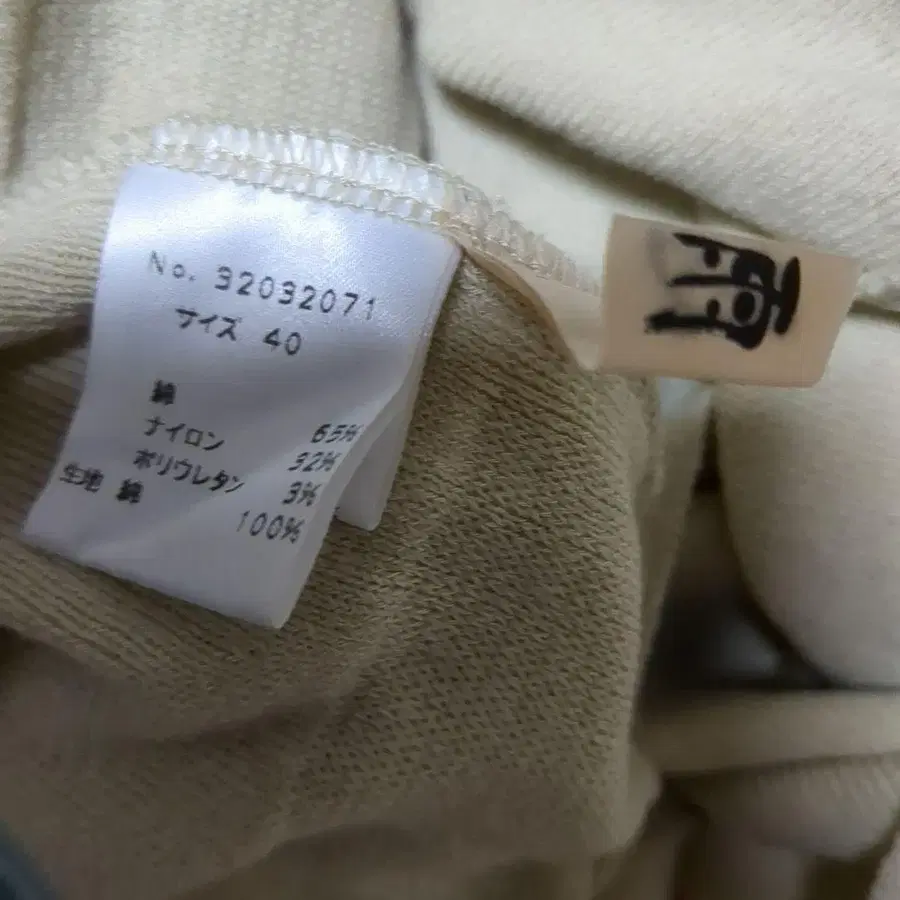 No. 32032071
サイズ 40
綿 65%
ナイロン 32%
ポリウレタン 3%
生地 綿 100%